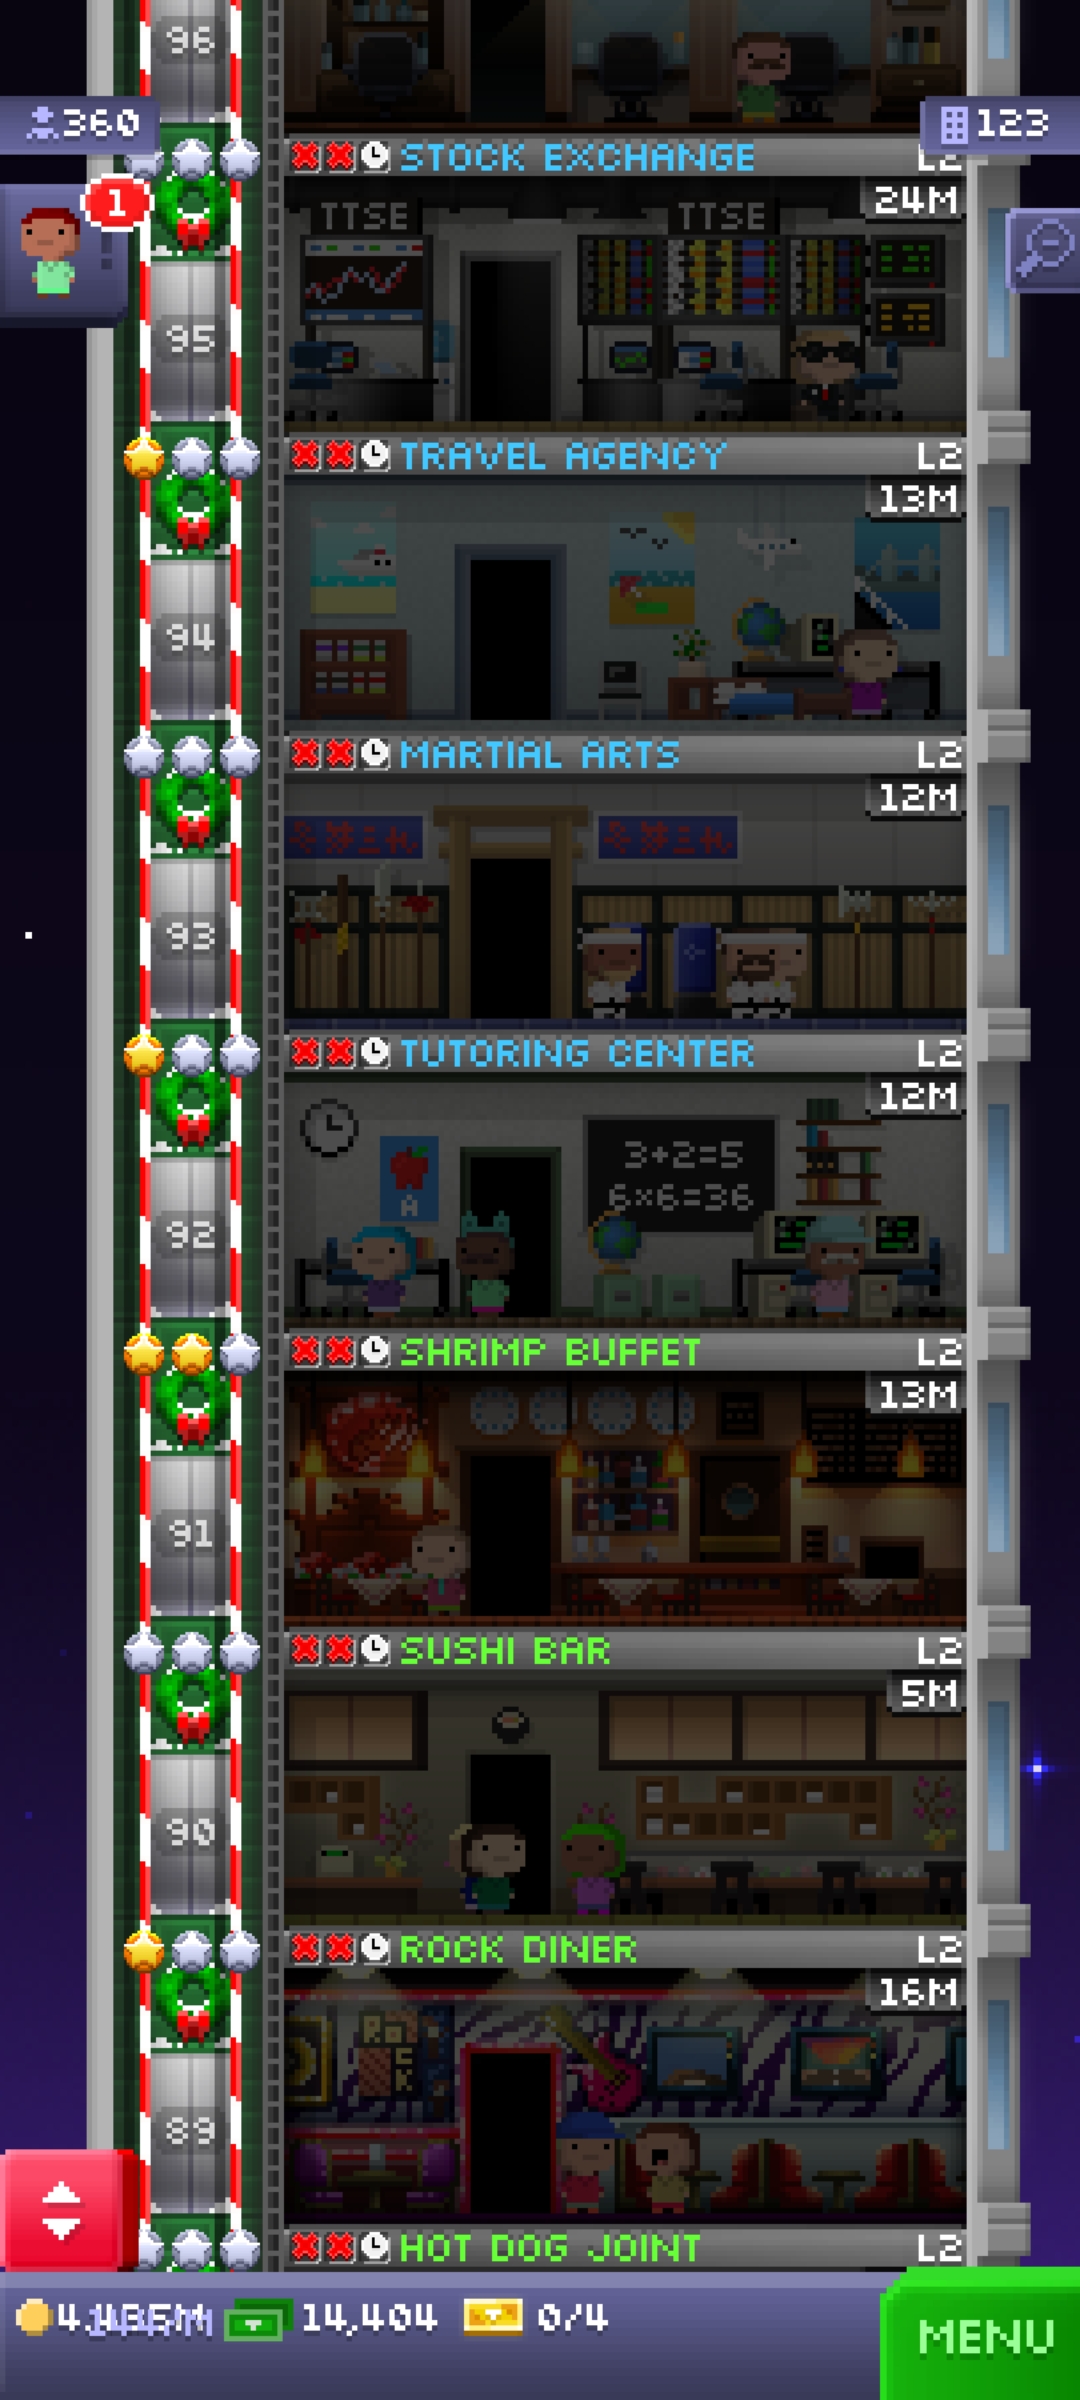 96
360
123
STOCK EXCHANGE L2
24M
1
TTSE TTSE
95
TRAVEL AGENCY L2
13M
94
MARTIAL ARTS L2
12M
93
TUTORING CENTER L2
12M
3+2=5
A
6x6=36
92
SHRIMP BUFFET L2
13M
91
SUSHI BAR L2
5M
90
ROCK DINER L2
16M
ROCK
89
HOT DOG JOINT L2
14,404 0/4
MENU